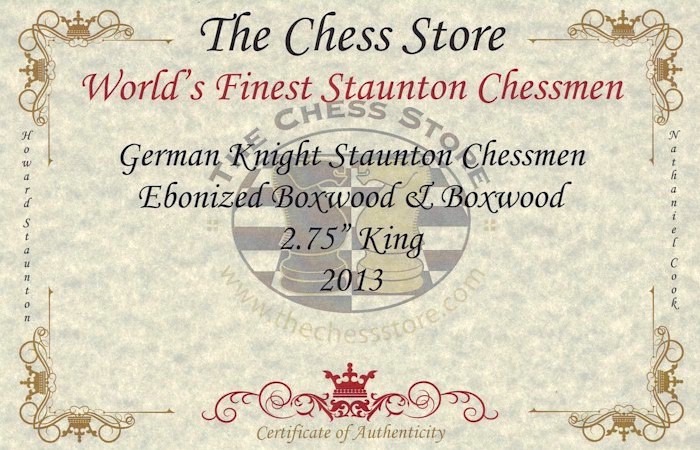 The Chess Store
World's Finest Staunton Chessmen
THE CHESS STORE
German Knight Staunton Chessmen
Ebonized Boxwood & Boxwood
2.75” King
2013
www.thechessstore.com
Howard Staunton
Nathaniel Cook
Certificate of Authenticity